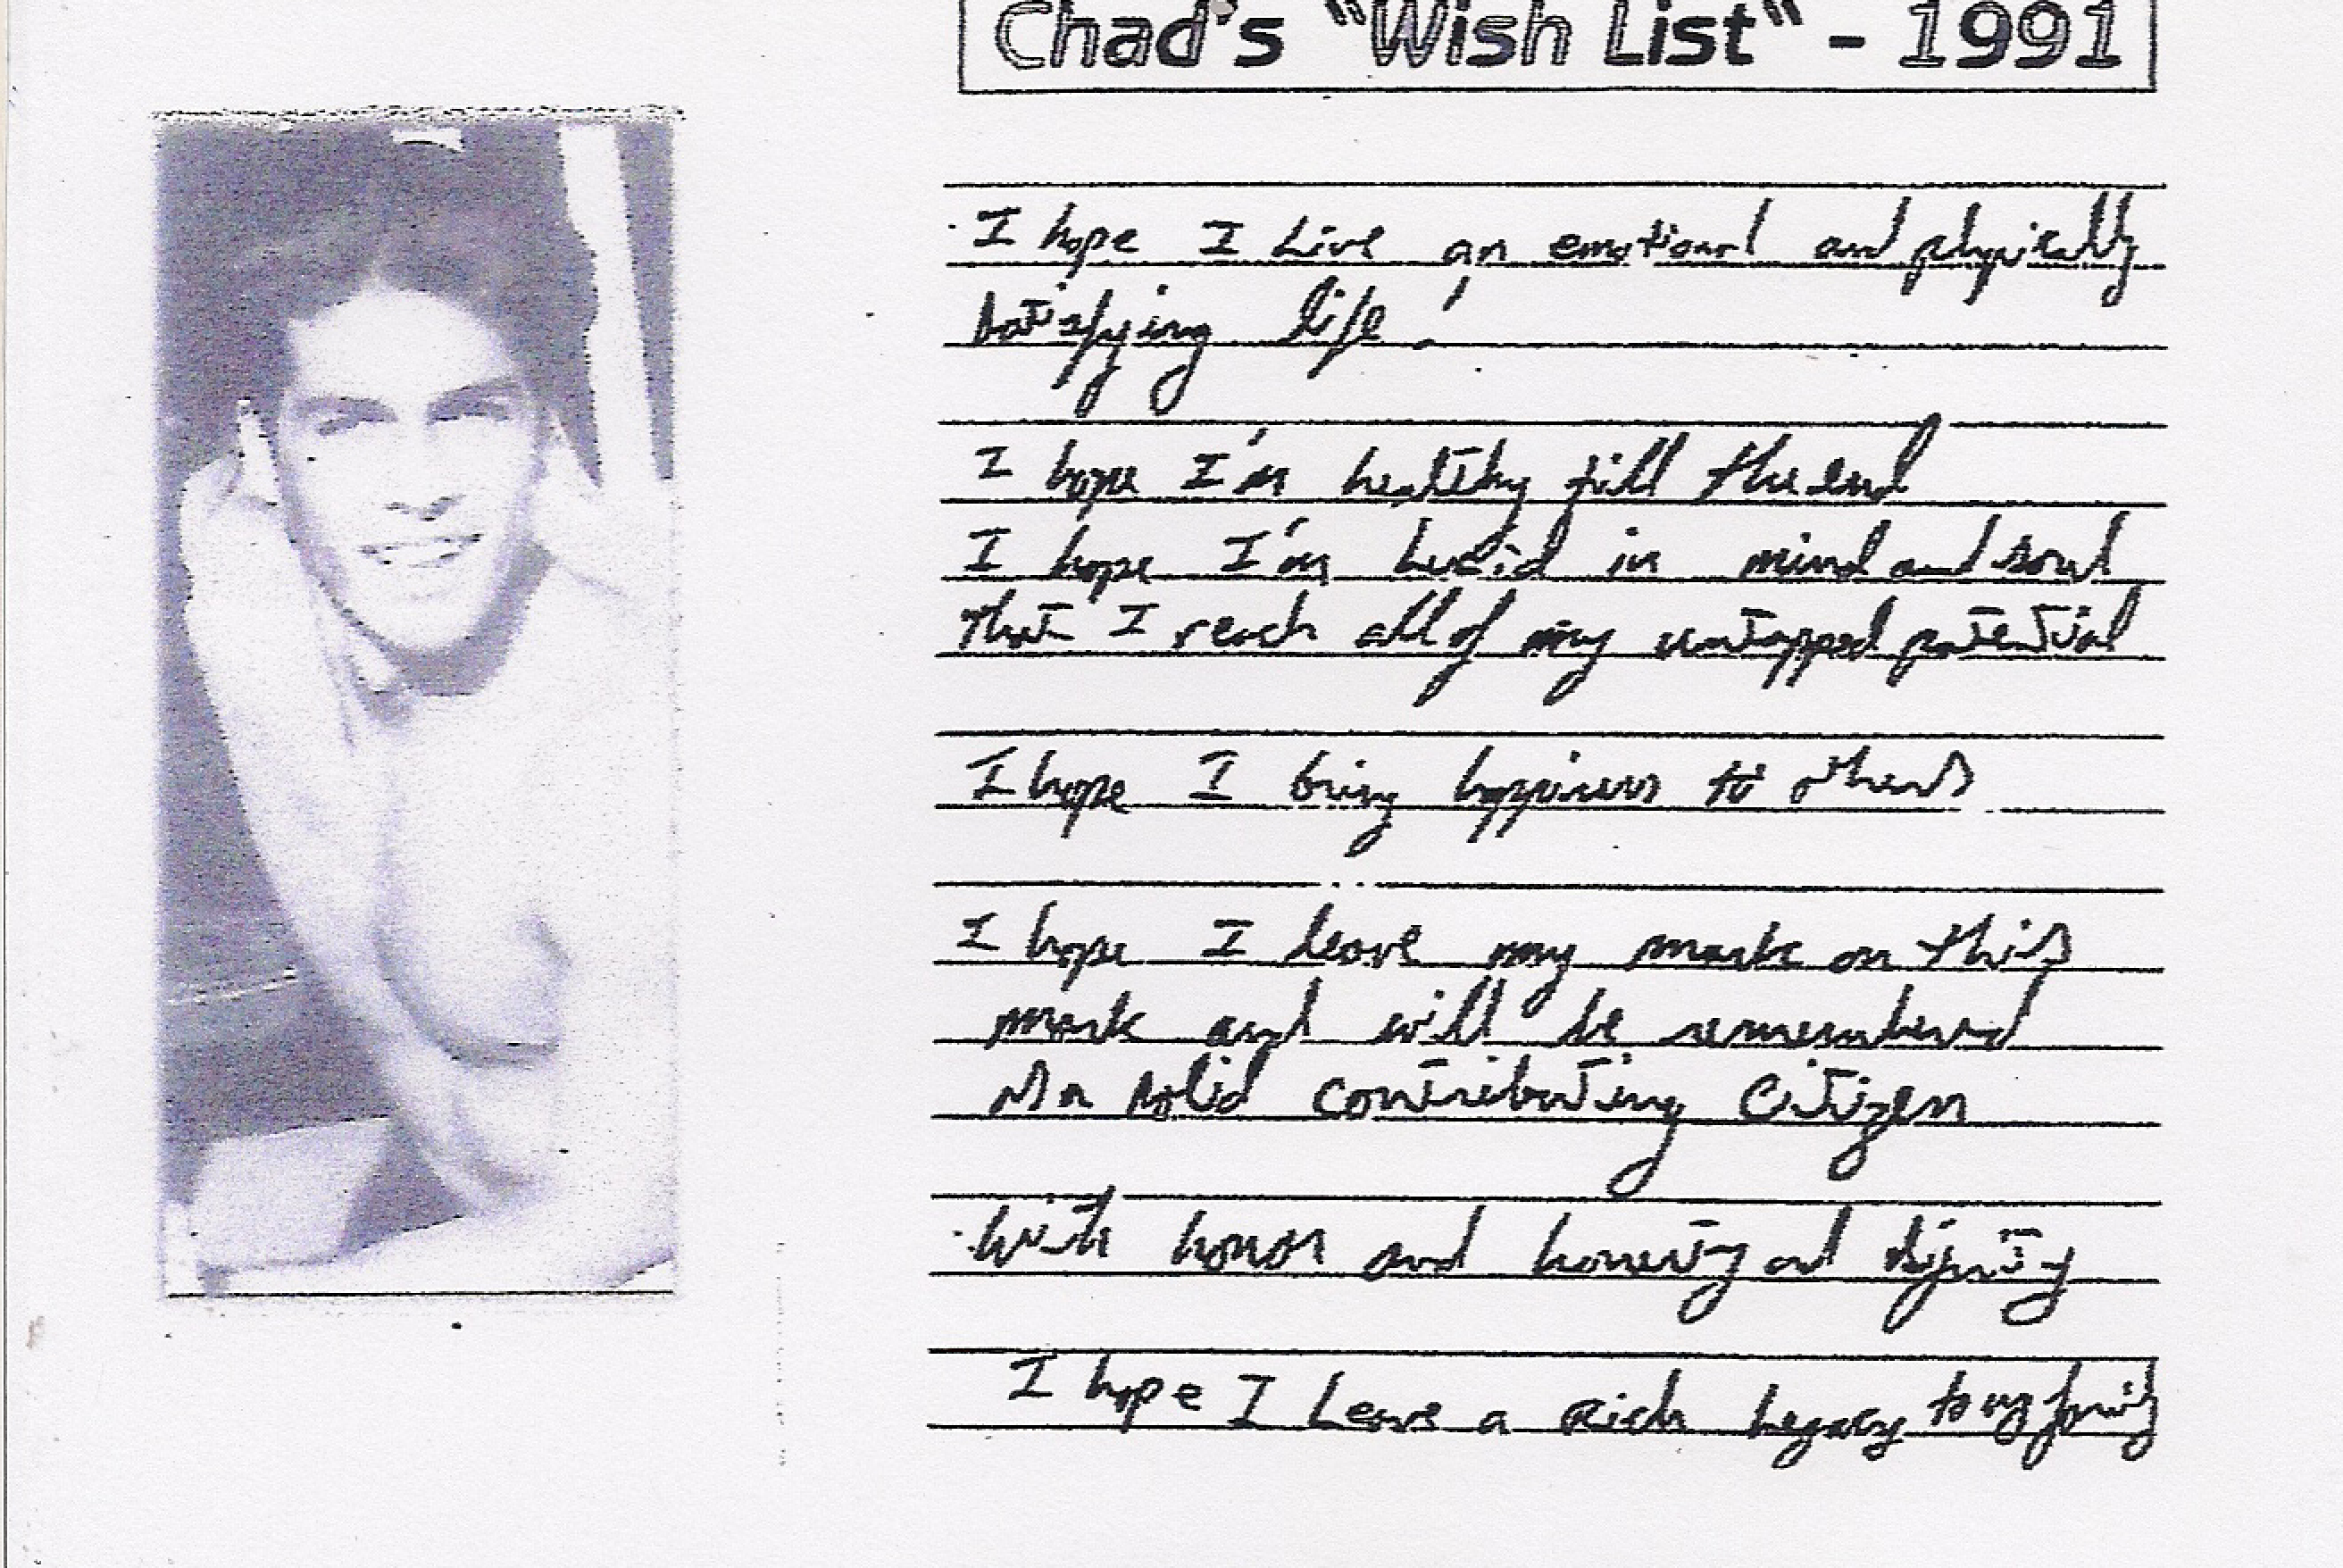 Chad's "Wish List" - 1991
I hope I Live an emotional and physically
satisfying life!
I hope I'm healthy till the end
I hope I'm Lucid in mind and soul
that I reach all of my untapped potential
I hope I bring happiness to others
I hope I leave my mark on this
mark and will be remembered
as a solid contributing Citizen
with honor and honesty and dignity
I hope I Leave a Rich Legacy to my family